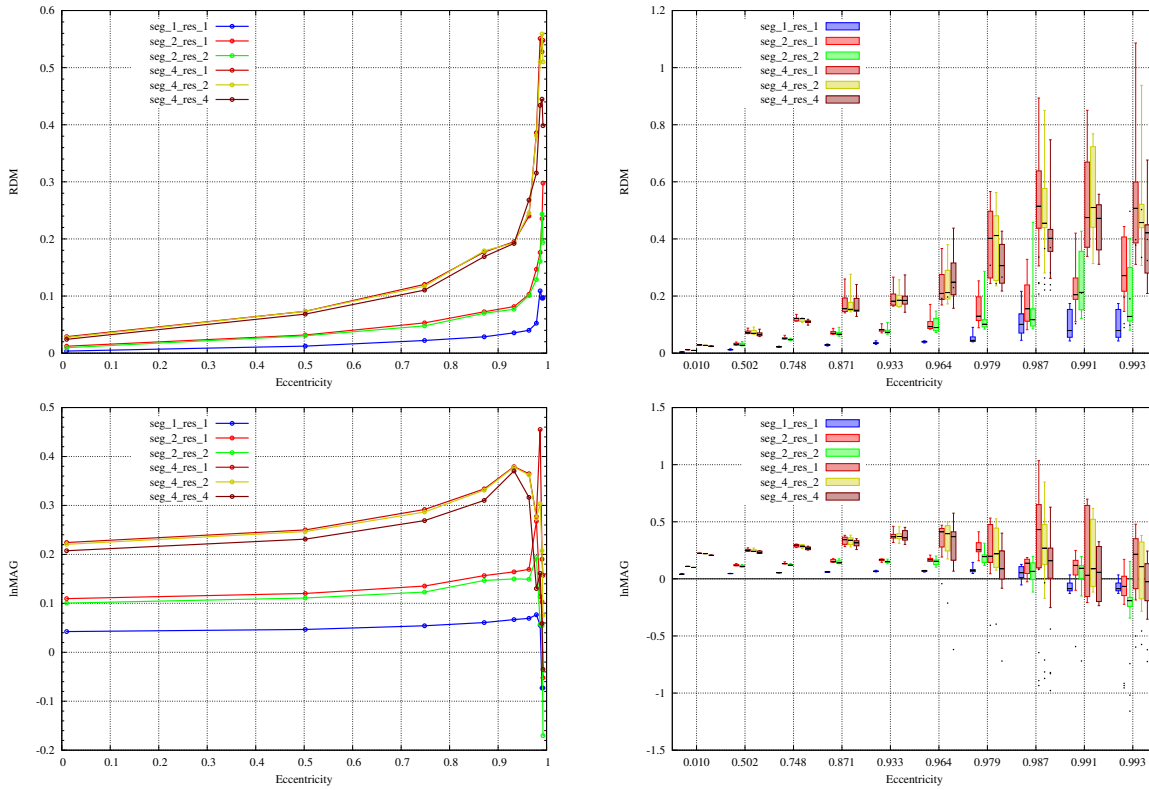 0.6
0.5
0.4
0.3
0.2
0.1
0
RDM
seg_1_res_1
seg_2_res_1
seg_2_res_2
seg_4_res_1
seg_4_res_2
seg_4_res_4
0 0.1 0.2 0.3 0.4 0.5 0.6 0.7 0.8 0.9 1
Eccentricity
1.2
1
0.8
0.6
0.4
0.2
0
RDM
seg_1_res_1
seg_2_res_1
seg_2_res_2
seg_4_res_1
seg_4_res_2
seg_4_res_4
0.010 0.502 0.748 0.871 0.933 0.964 0.979 0.987 0.991 0.993
Eccentricity
0.5
0.4
0.3
0.2
0.1
0
-0.1
-0.2
lnMAG
seg_1_res_1
seg_2_res_1
seg_2_res_2
seg_4_res_1
seg_4_res_2
seg_4_res_4
0 0.1 0.2 0.3 0.4 0.5 0.6 0.7 0.8 0.9 1
Eccentricity
1.5
1
0.5
0
-0.5
-1
-1.5
lnMAG
seg_1_res_1
seg_2_res_1
seg_2_res_2
seg_4_res_1
seg_4_res_2
seg_4_res_4
0.010 0.502 0.748 0.871 0.933 0.964 0.979 0.987 0.991 0.993
Eccentricity